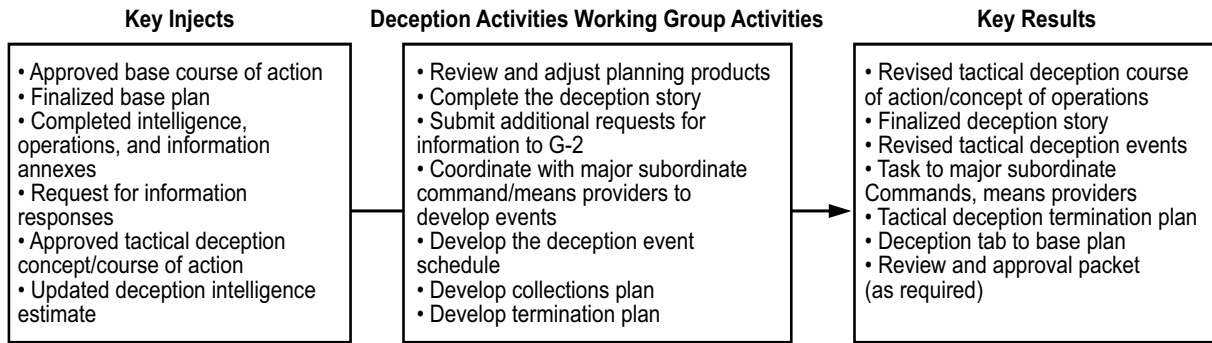 Key Injects
• Approved base course of action
• Finalized base plan
• Completed intelligence,
operations, and information
annexes
• Request for information
responses
• Approved tactical deception
concept/course of action
• Updated deception intelligence
estimate
Deception Activities Working Group Activities
• Review and adjust planning products
• Complete the deception story
• Submit additional requests for
information to G-2
• Coordinate with major subordinate
command/means providers to
develop events
• Develop the deception event
schedule
• Develop collections plan
• Develop termination plan
Key Results
• Revised tactical deception course
of action/concept of operations
• Finalized deception story
• Revised tactical deception events
• Task to major subordinate
Commands, means providers
• Tactical deception termination plan
• Deception tab to base plan
• Review and approval packet
(as required)